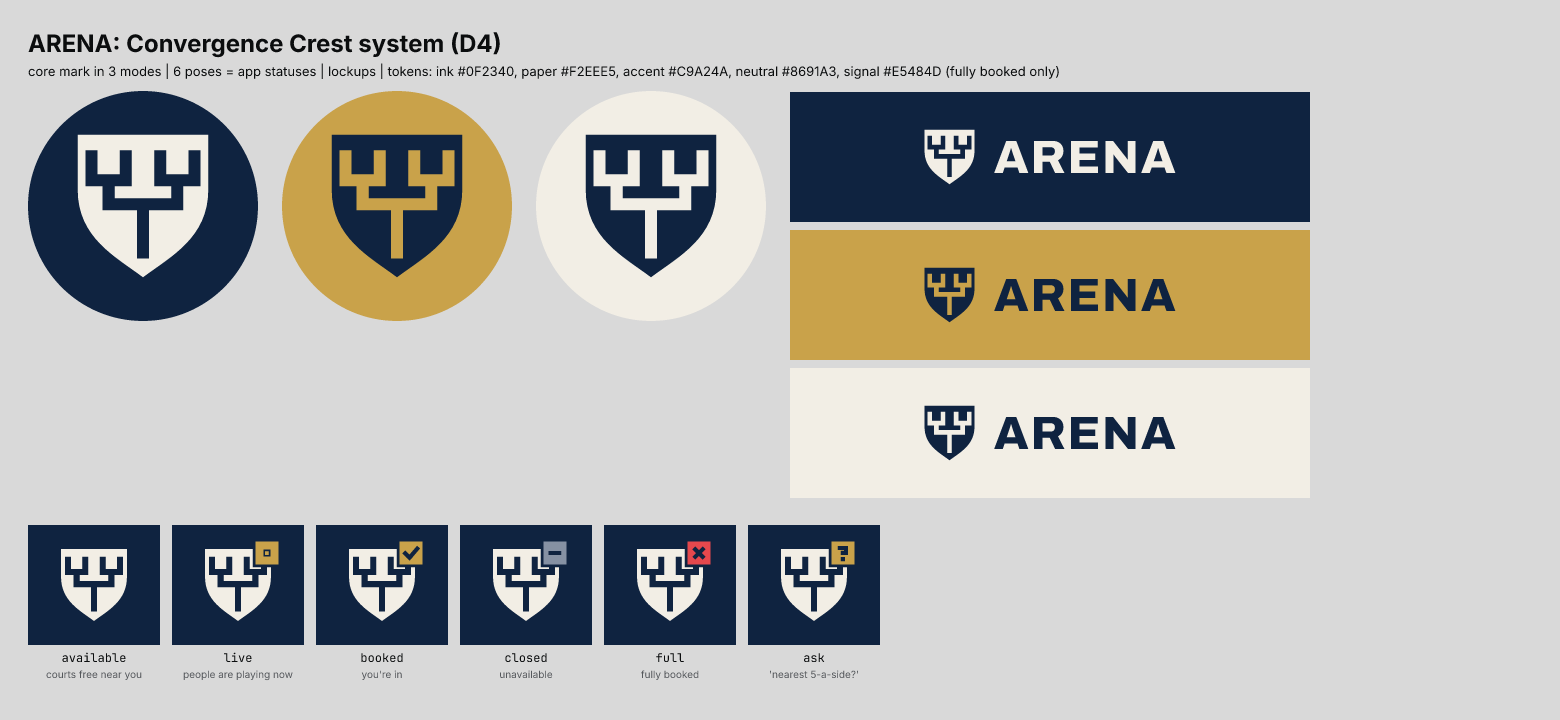 ARENA: Convergence Crest system (D4)
core mark in 3 modes | 6 poses = app statuses | lockups | tokens: ink #0F2340, paper #F2EEE5, accent #C9A24A, neutral #8691A3, signal #E5484D (fully booked only)
ARENA
ARENA
ARENA
?
available live booked closed full ask
courts free near you people are playing now you're in unavailable fully booked 'nearest 5-a-side?'